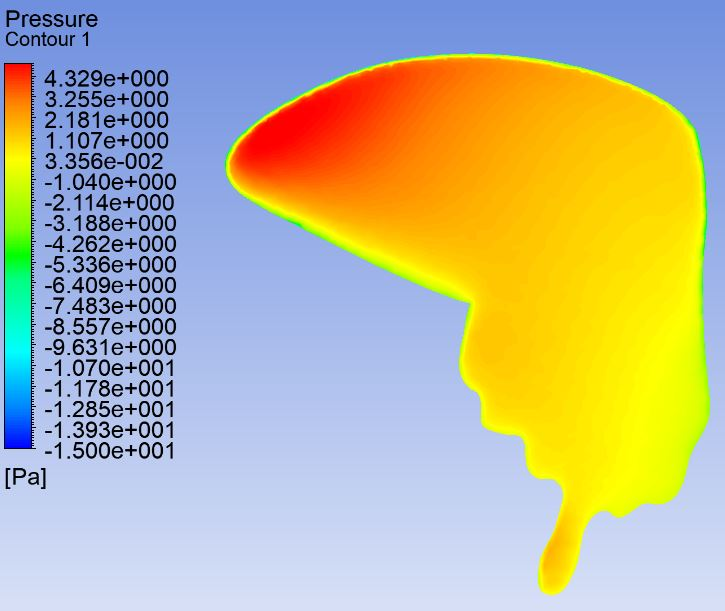 Pressure
Contour 1
4.329e+000
3.255e+000
2.181e+000
1.107e+000
3.356e-002
-1.040e+000
-2.114e+000
-3.188e+000
-4.262e+000
-5.336e+000
-6.409e+000
-7.483e+000
-8.557e+000
-9.631e+000
-1.070e+001
-1.178e+001
-1.285e+001
-1.393e+001
-1.500e+001
[Pa]